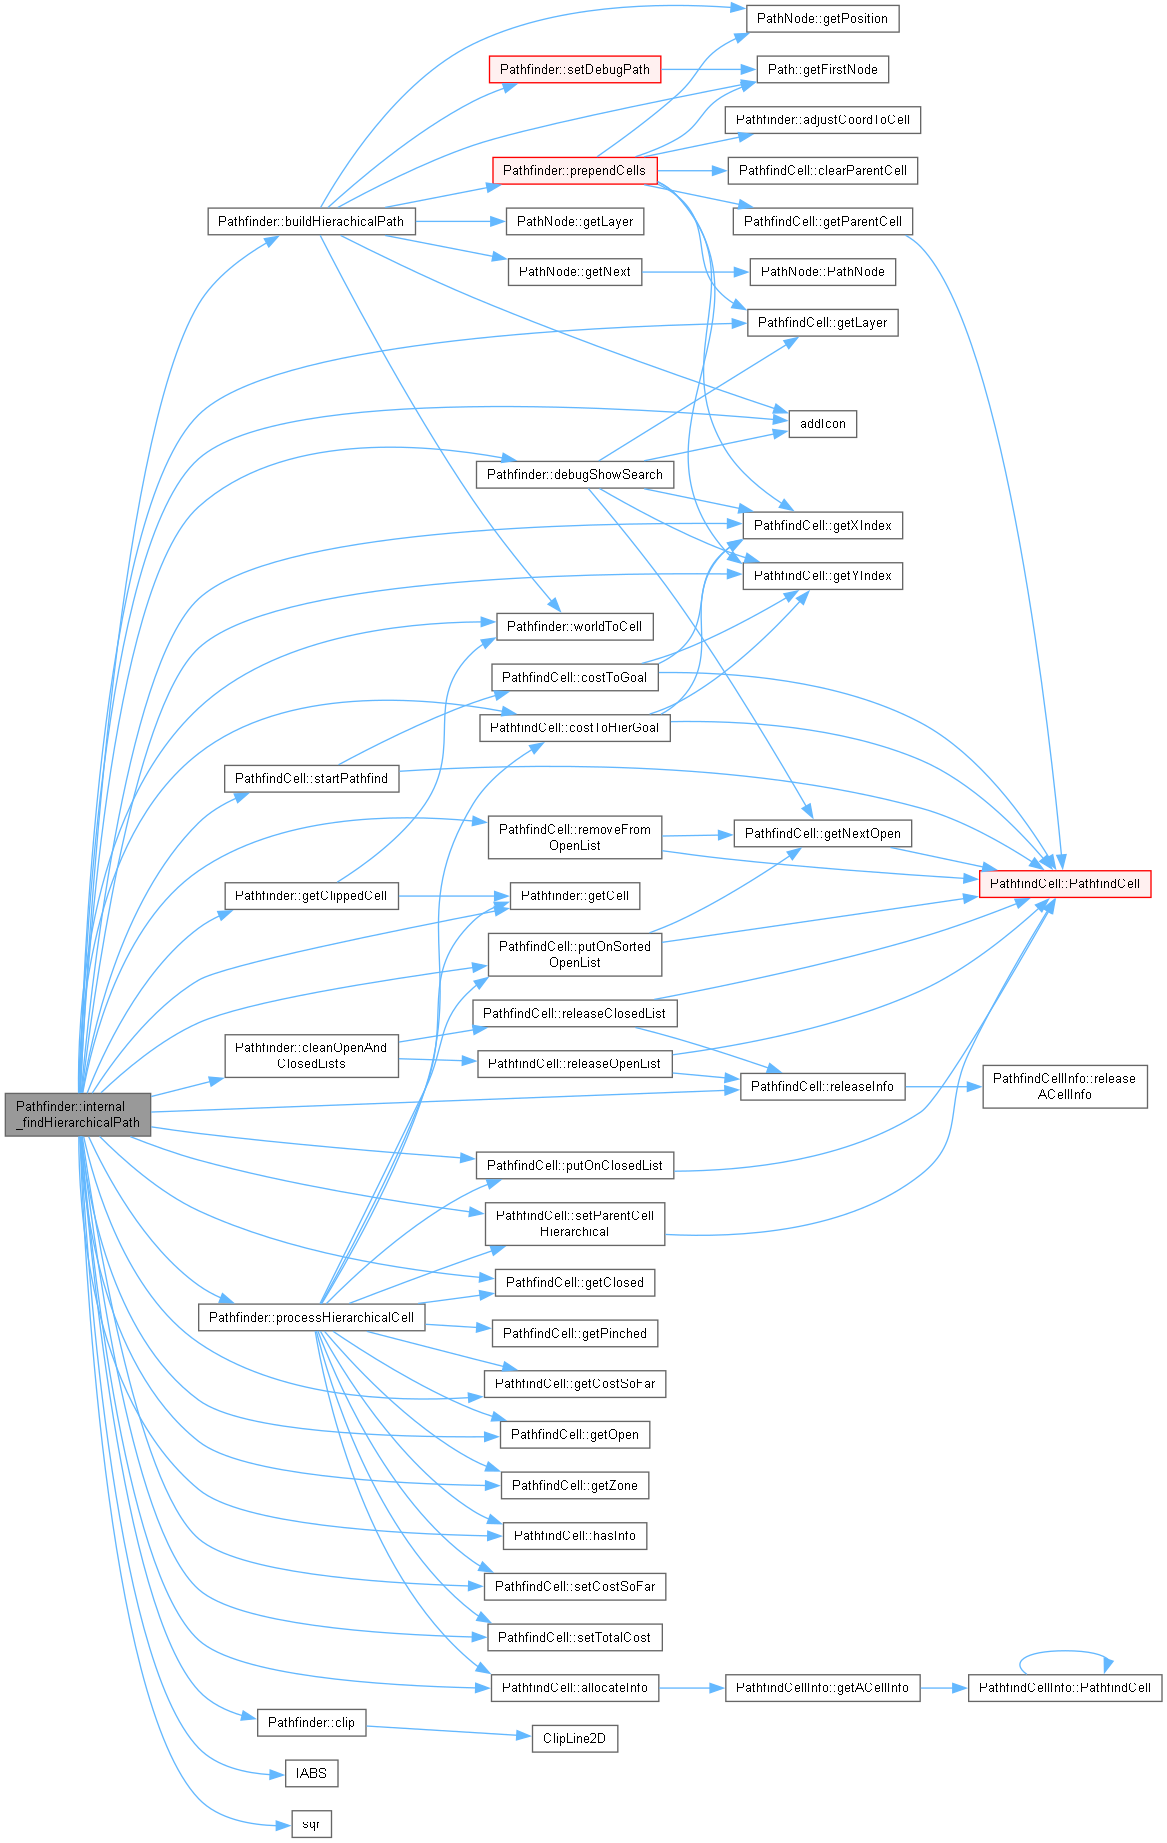 PathNode::getPosition
Pathfinder::setDebugPath
Path::getFirstNode
Pathfinder::adjustCoordToCell
Pathfinder::prependCells
PathfindCell::clearParentCell
Pathfinder::buildHierachicalPath
PathNode::getLayer
PathfindCell::getParentCell
PathNode::getNext
PathNode::PathNode
PathfindCell::getLayer
addIcon
Pathfinder::debugShowSearch
PathfindCell::getXIndex
PathfindCell::getYIndex
Pathfinder::worldToCell
PathfindCell::costToGoal
PathfindCell::costToHierGoal
PathfindCell::startPathfind
PathfindCell::removeFrom
OpenList
PathfindCell::getNextOpen
PathfindCell::PathfindCell
Pathfinder::getClippedCell
Pathfinder::getCell
PathfindCell::putOnSorted
OpenList
PathfindCell::releaseClosedList
Pathfinder::cleanOpenAnd
ClosedLists
PathfindCell::releaseOpenList
PathfindCell::releaseInfo
PathfindCellInfo::release
ACellInfo
Pathfinder::internal
_findHierarchicalPath
PathfindCell::putOnClosedList
PathfindCell::setParentCell
Hierarchical
PathfindCell::getClosed
Pathfinder::processHierarchicalCell
PathfindCell::getPinched
PathfindCell::getCostSoFar
PathfindCell::getOpen
PathfindCell::getZone
PathfindCell::hasInfo
PathfindCell::setCostSoFar
PathfindCell::setTotalCost
PathfindCell::allocateInfo
PathfindCellInfo::getACellInfo
PathfindCellInfo::PathfindCell
Pathfinder::clip
ClipLine2D
IABS
sqr